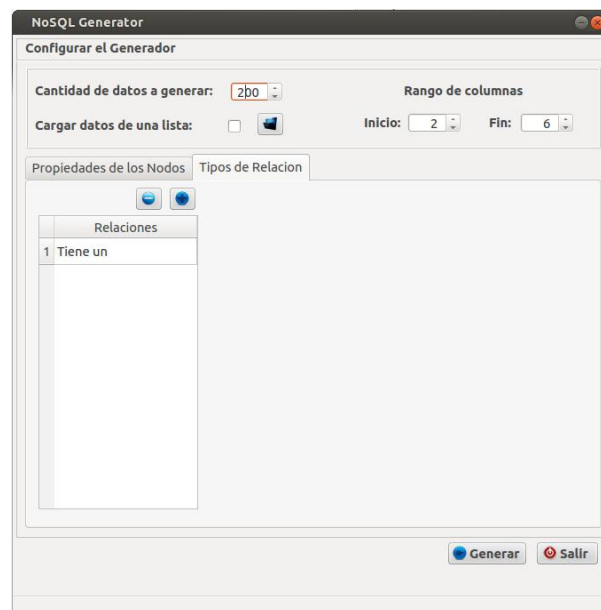 NoSQL Generator
Configurar el Generador
Cantidad de datos a generar: 200 Rango de columnas
Cargar datos de una lista: Inicio: 2 Fin: 6
Propiedades de los Nodos Tipos de Relacion
Relaciones
1 Tiene un
Generar Salir